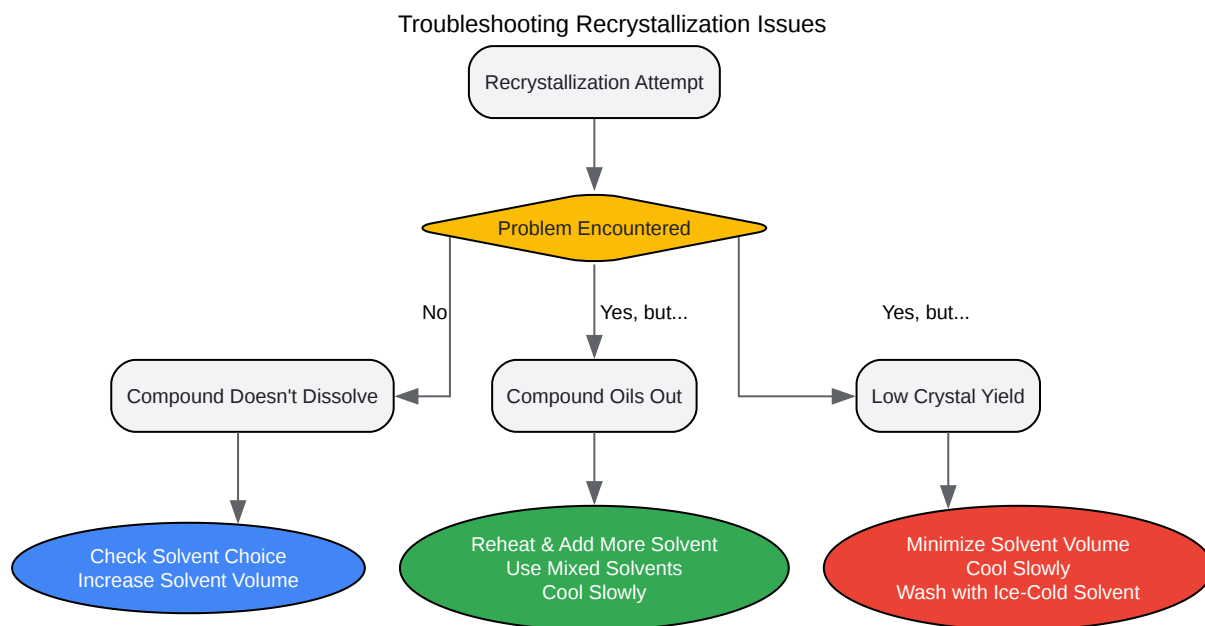 Troubleshooting Recrystallization Issues
Recrystallization Attempt
Problem Encountered
No
Yes, but...
Yes, but...
Compound Doesn't Dissolve
Compound Oils Out
Low Crystal Yield
Check Solvent Choice
Increase Solvent Volume
Reheat & Add More Solvent
Use Mixed Solvents
Cool Slowly
Minimize Solvent Volume
Cool Slowly
Wash with Ice-Cold Solvent